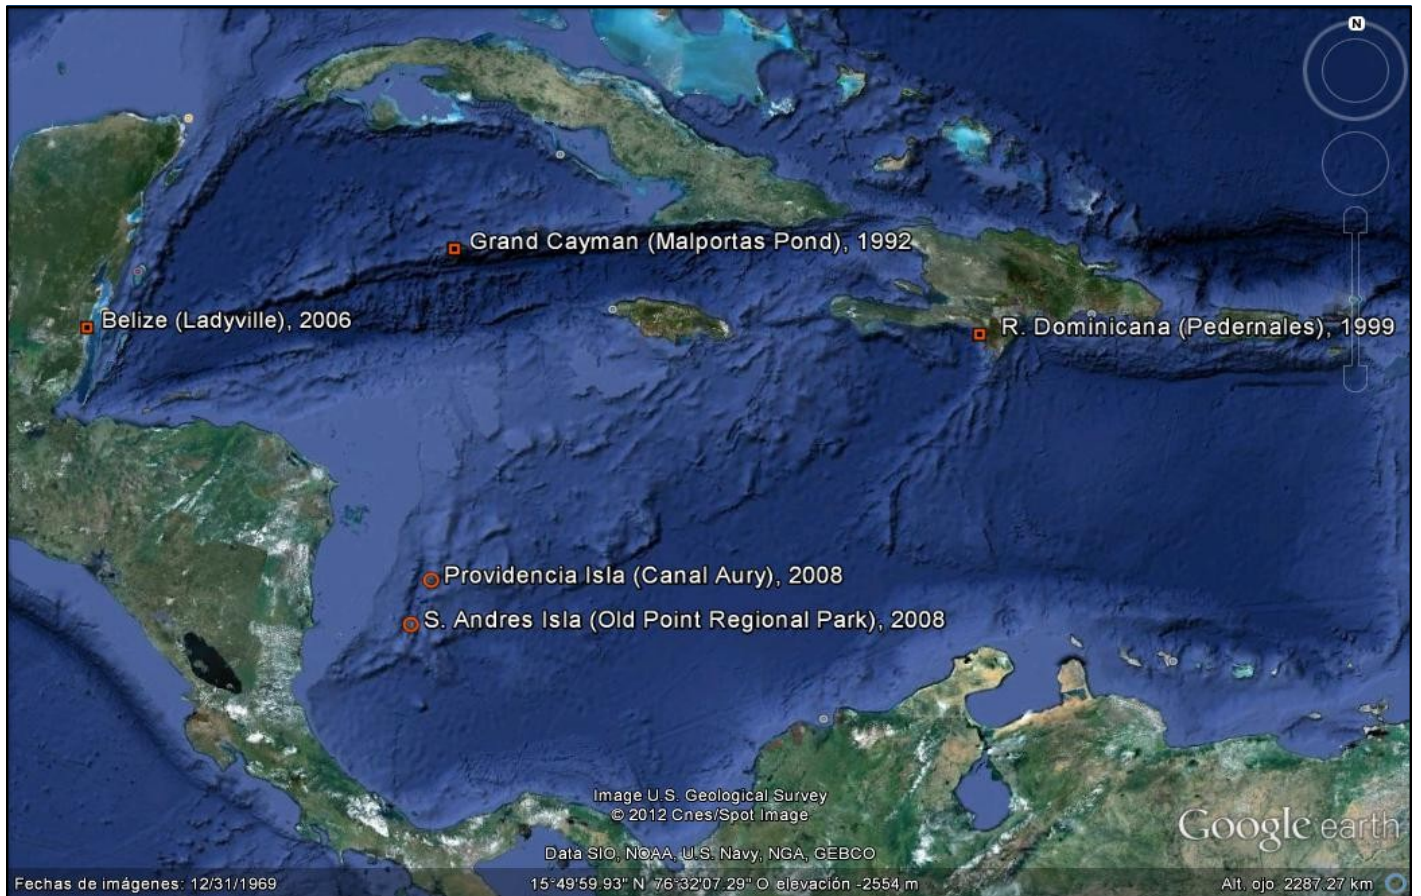 N
Grand Cayman (Malportas Pond), 1992
Belize (Ladyville), 2006
R. Dominicana (Pedernales), 1999
Providencia Isla (Canal Aury), 2008
S. Andres Isla (Old Point Regional Park), 2008
Image U.S. Geological Survey
© 2012 Cnes/Spot Image
Google earth
Data SIO, NOAA, U.S. Navy, NGA, GEBCO
Fechas de imágenes: 12/31/1969 15°49'59.93" N 76°32'07.29" O elevación -2554 m Alt. ojo 2287.27 km